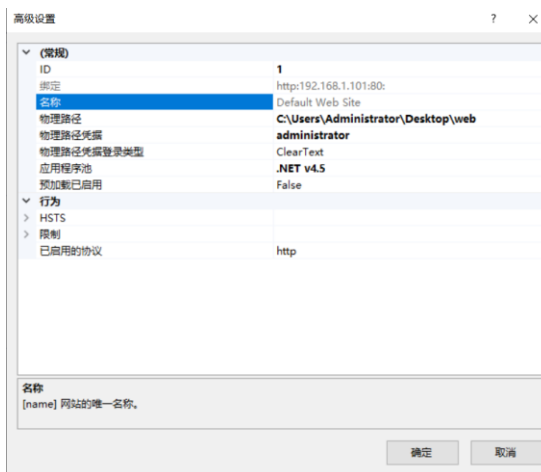 高级设置
(常规)
ID 1
绑定 http:192.168.1.101:80:
名称 Default Web Site
物理路径 C:\Users\Administrator\Desktop\web
物理路径凭据 administrator
物理路径凭据登录类型 ClearText
应用程序池 .NET v4.5
预加载已启用 False
行为
HSTS
限制
已启用的协议 http
名称
[name] 网站的唯一名称。
确定 取消